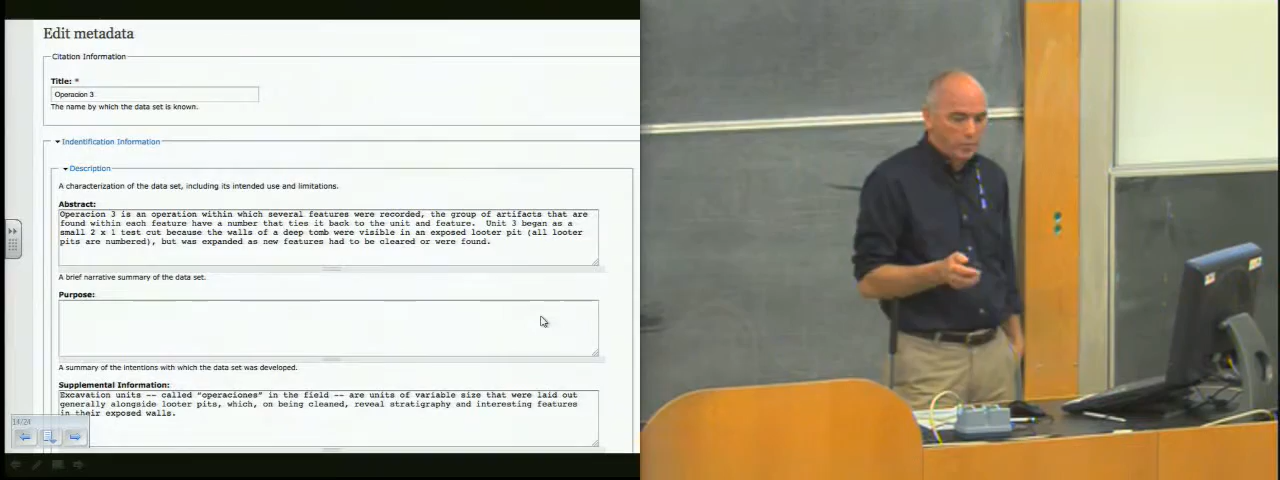 Edit metadata
Citation Information
Title: *
Operacion 3
The name by which the data set is known.
Indentification Information
Description
A characterization of the data set, including its intended use and limitations.
Abstract:
Operacion 3 is an operation within which several features were recorded, the group of artifacts that are
found within each feature have a number that ties it back to the unit and feature.  Unit 3 began as a
small 2 x 1 test cut because the walls of a deep tomb were visible in an exposed looter pit (all looter
pits are numbered), but was expanded as new features had to be cleared or were found.
A brief narrative summary of the data set.
Purpose:
A summary of the intentions with which the data set was developed.
Supplemental Information:
Excavation units -- called "operaciones" in the field -- are units of variable size that were laid out
generally alongside looter pits, which, on being cleaned, reveal stratigraphy and interesting features
in their exposed walls.
14/24